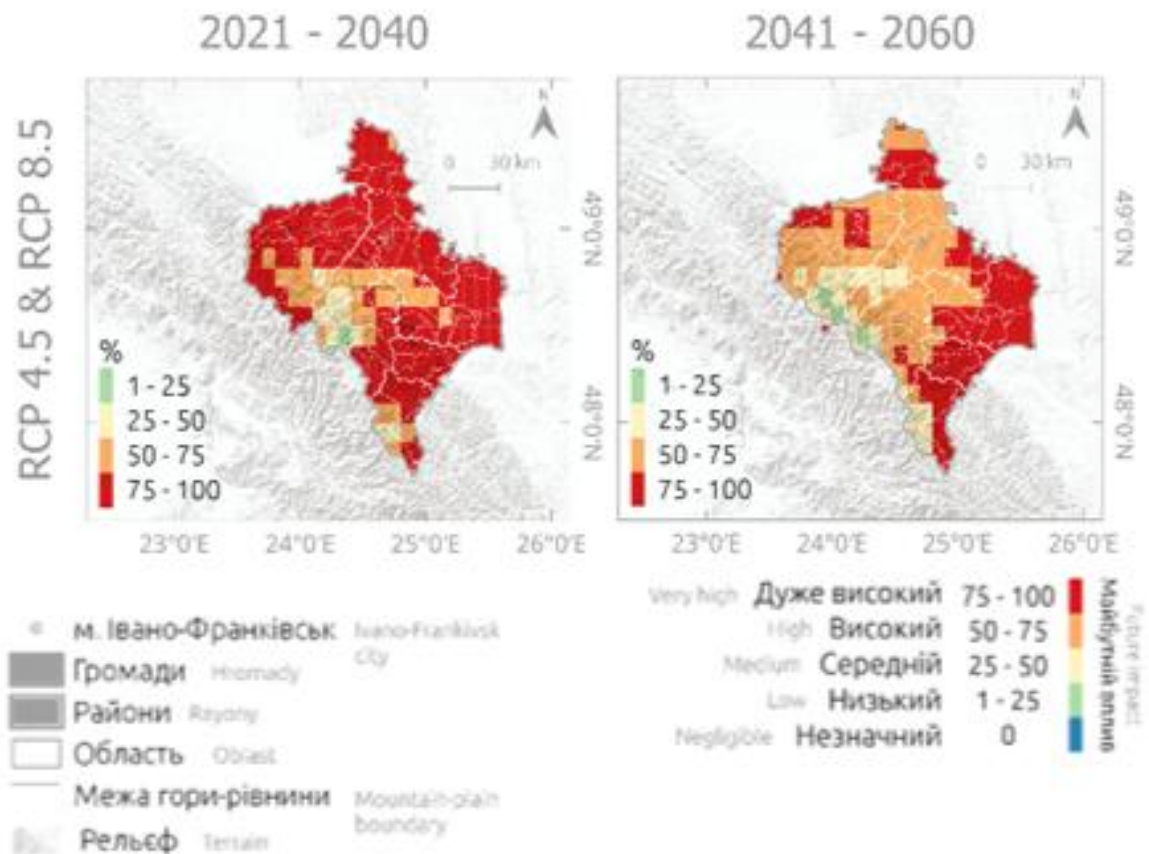 2021 - 2040
2041 - 2060
RCP 4.5 & RCP 8.5
N
0 30 km
49°0'N
48°0'N
%
1 - 25
25 - 50
50 - 75
75 - 100
23°0'E 24°0'E 25°0'E 26°0'E
N
0 30 km
49°0'N
48°0'N
%
1 - 25
25 - 50
50 - 75
75 - 100
23°0'E 24°0'E 25°0'E 26°0'E
м. Івано-Франківськ Ivano-Frankivsk city
Громади Hromady
Райони Rayony
Область Oblast
Межа гори-рівнини Mountain-plain boundary
Рельєф Terrain
Very high Дуже високий 75 - 100
High Високий 50 - 75
Medium Середній 25 - 50
Low Низький 1 - 25
Negligible Незначний 0
Майбутній вплив
Future impact